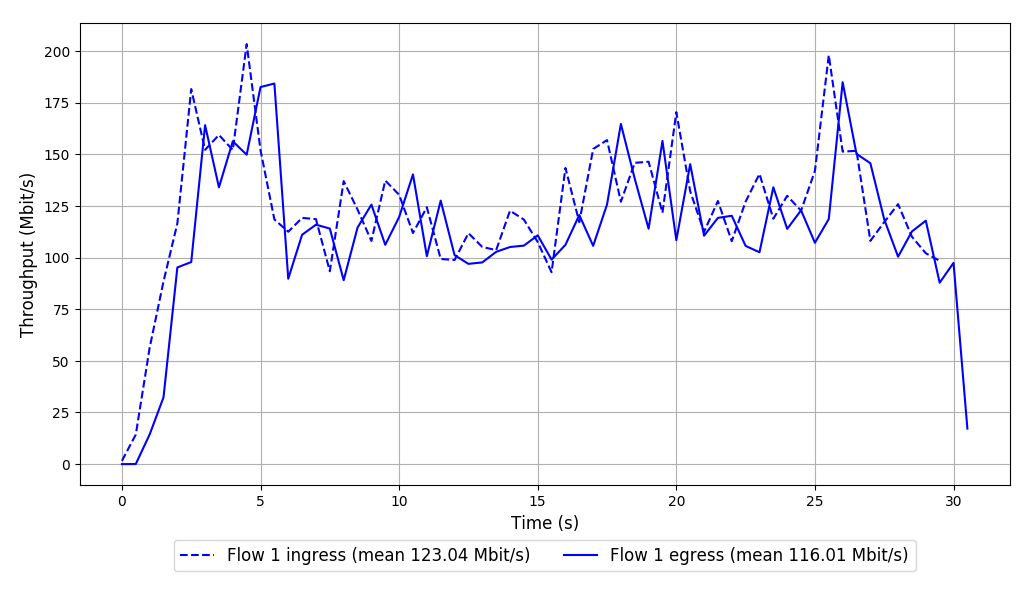 Throughput (Mbit/s)
200
175
150
125
100
75
50
25
0
0 5 10 15 20 25 30
Time (s)
Flow 1 ingress (mean 123.04 Mbit/s) Flow 1 egress (mean 116.01 Mbit/s)